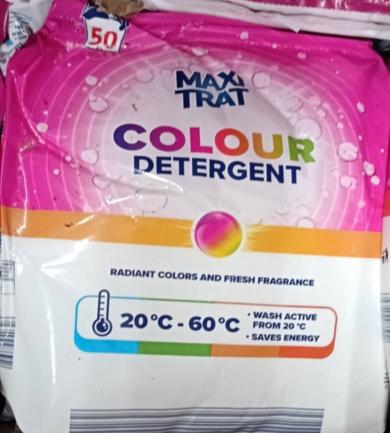 50
MAXI
TRAT
COLOUR
DETERGENT
RADIANT COLORS AND FRESH FRAGRANCE
20°C - 60°C
• WASH ACTIVE
FROM 20 °C
• SAVES ENERGY